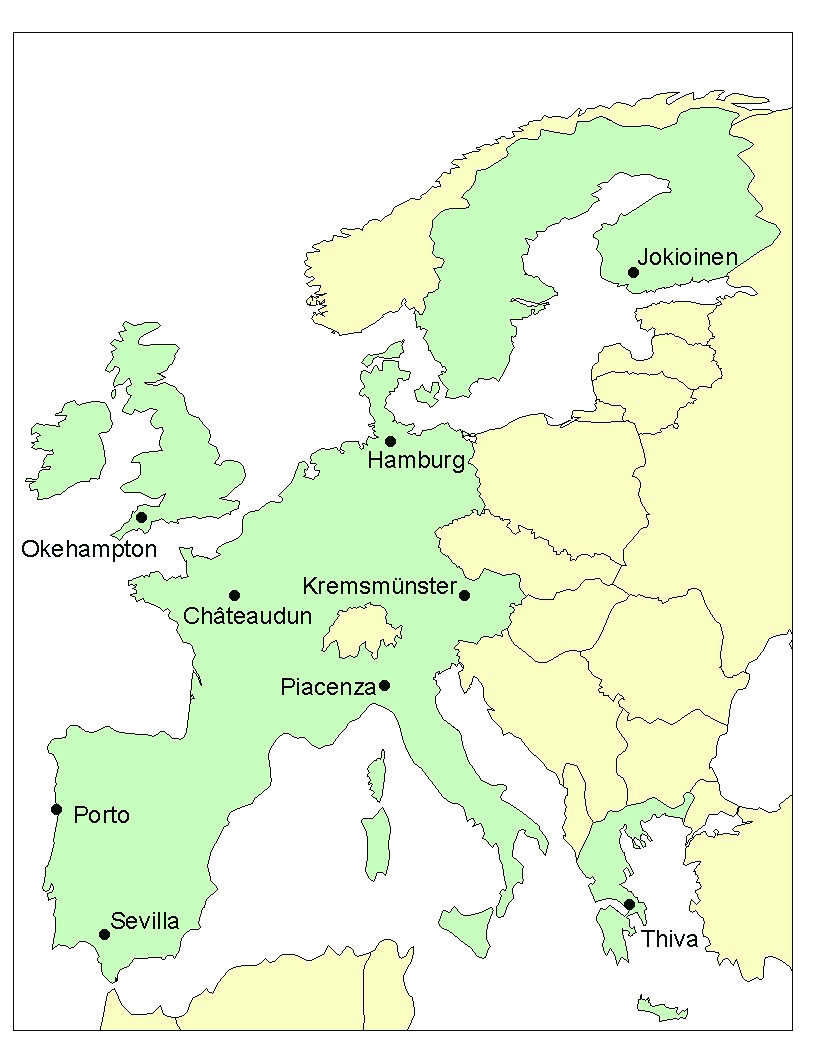 Jokioinen
Hamburg
Okehampton
Kremsmünster
Châteaudun
Piacenza
Porto
Sevilla
Thiva